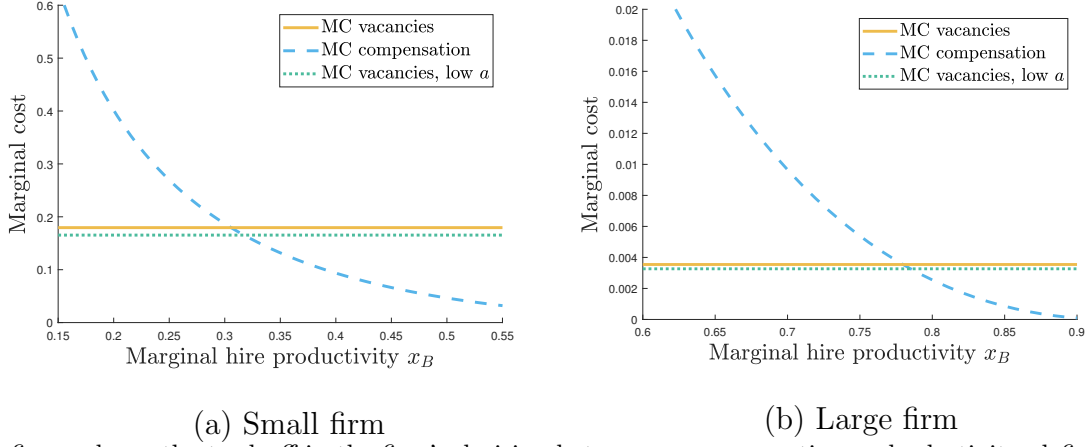 0.6
0.5
0.4
0.3
0.2
0.1
0
Marginal cost
MC vacancies
MC compensation
MC vacancies, low a
0.15 0.2 0.25 0.3 0.35 0.4 0.45 0.5 0.55
Marginal hire productivity x_B
(a) Small firm
0.02
0.018
0.016
0.014
0.012
0.01
0.008
0.006
0.004
0.002
0
Marginal cost
MC vacancies
MC compensation
MC vacancies, low a
0.6 0.65 0.7 0.75 0.8 0.85 0.9
Marginal hire productivity x_B
(b) Large firm